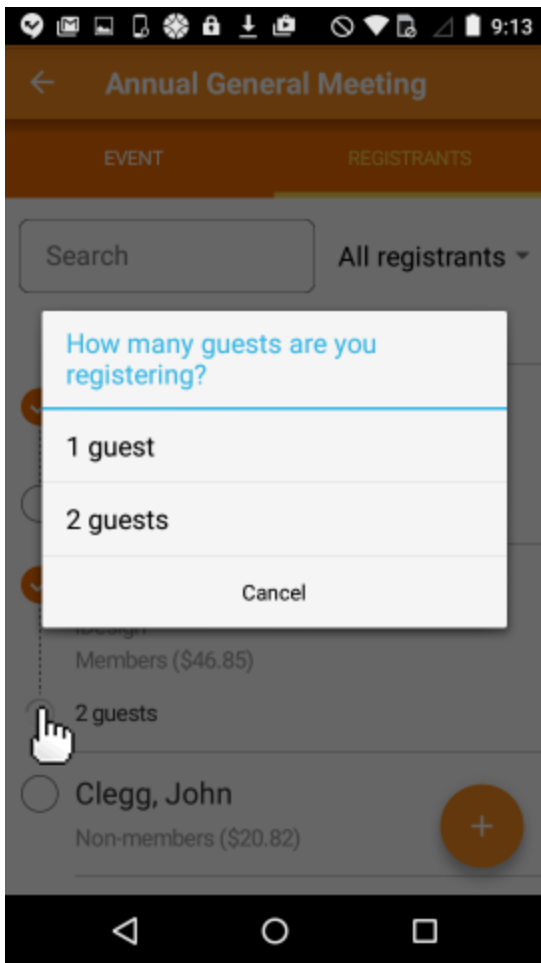 9:13
Annual General Meeting
EVENT
REGISTRANTS
Search
All registrants
How many guests are you
registering?
1 guest
2 guests
Cancel
iDesign
Members ($46.85)
2 guests
Clegg, John
Non-members ($20.82)
+